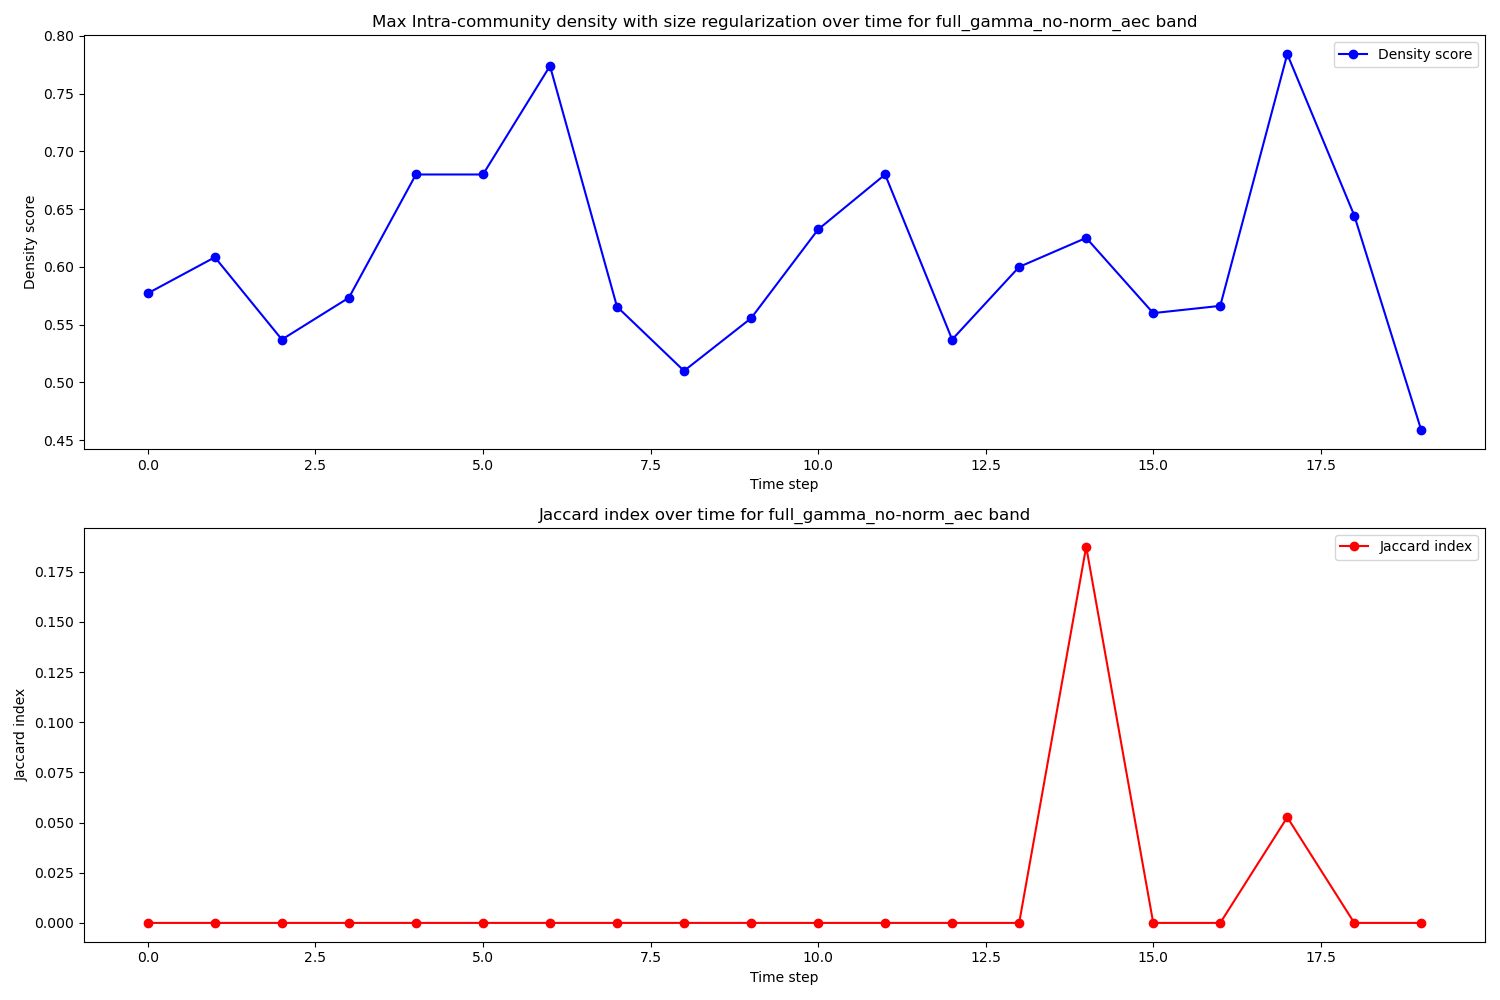 Max Intra-community density with size regularization over time for full_gamma_no-norm_aec band
Density score
0.80
0.75
0.70
0.65
0.60
0.55
0.50
0.45
Density score
0.0 2.5 5.0 7.5 10.0 12.5 15.0 17.5
Time step
Jaccard index over time for full_gamma_no-norm_aec band
Jaccard index
0.175
0.150
0.125
0.100
0.075
0.050
0.025
0.000
Jaccard index
0.0 2.5 5.0 7.5 10.0 12.5 15.0 17.5
Time step